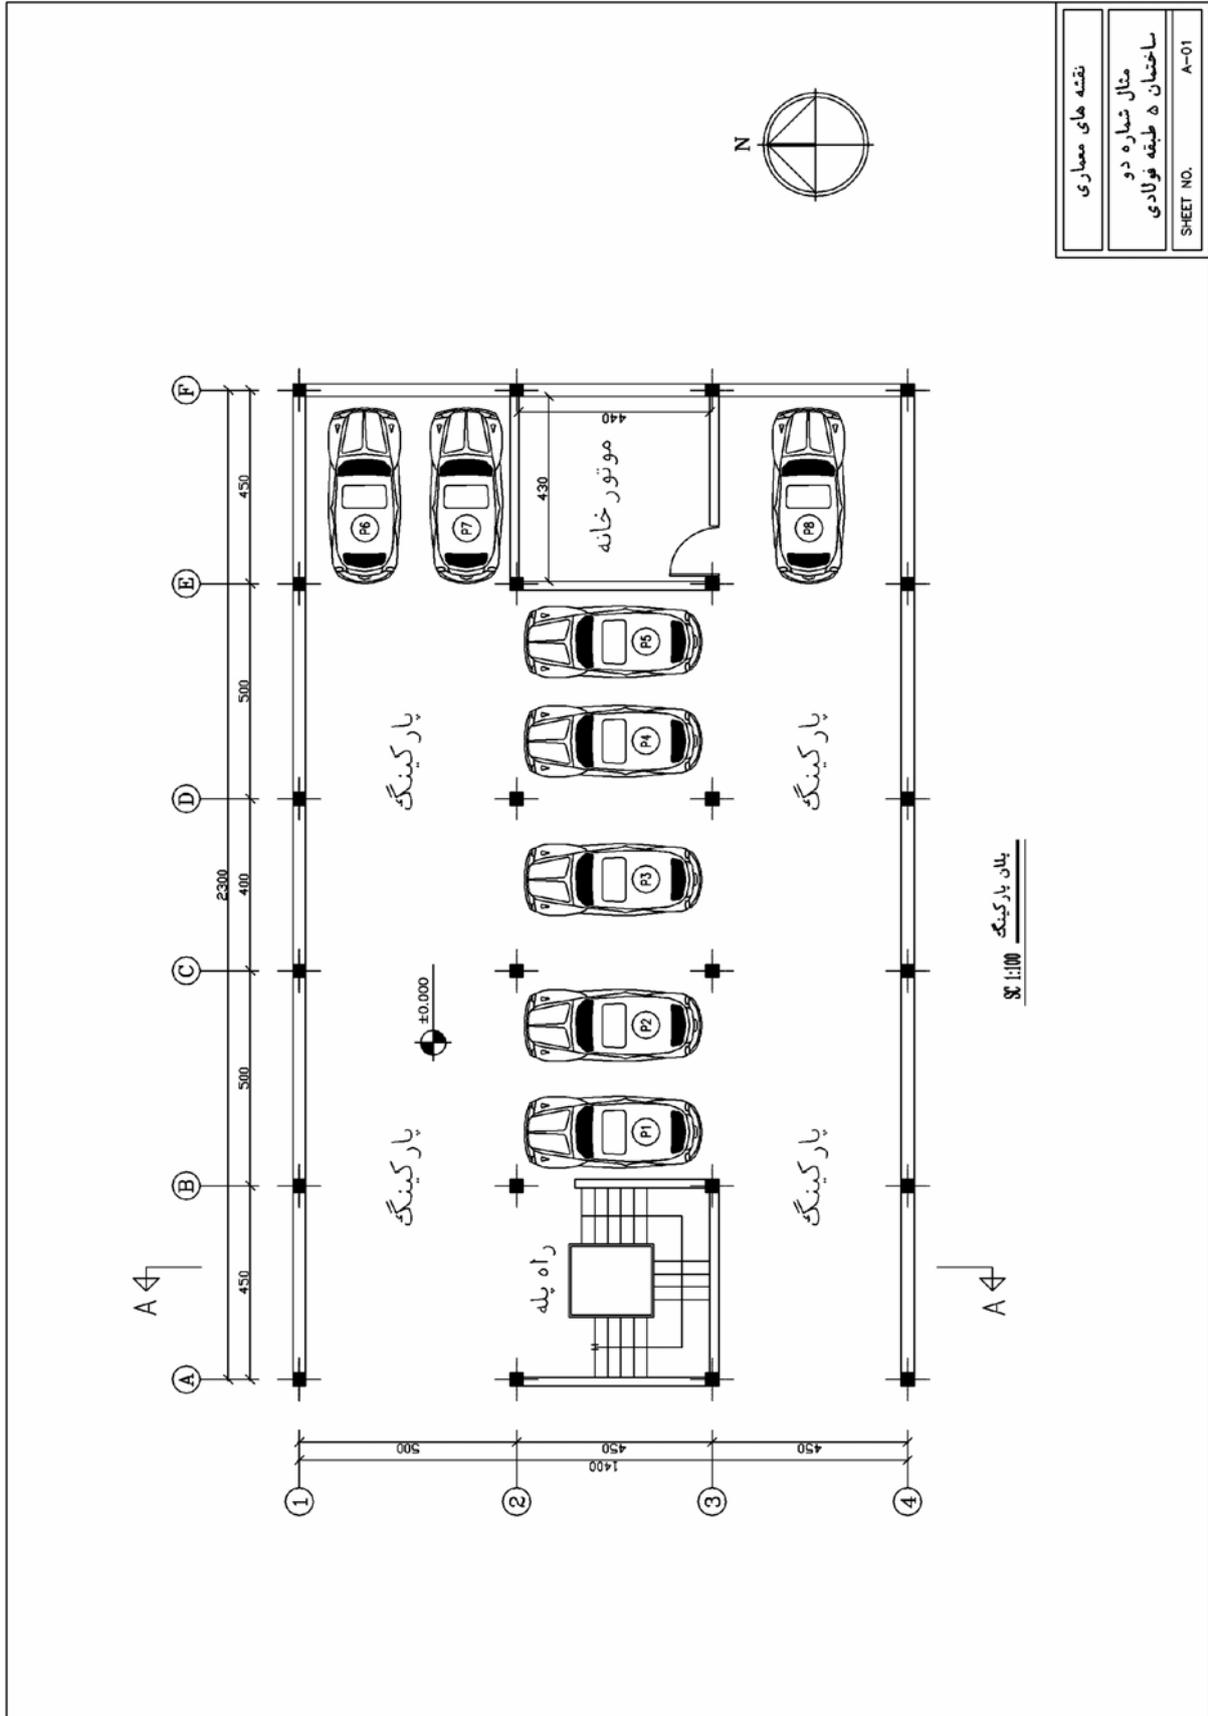 نقشه های معماری
مثال شماره دو
ساختمان ۵ طبقه فولادی
SHEET NO. A-01
N
F
E
D
C
B
A
2300
450
500
400
500
450
P6
P7
P8
440
430
موتورخانه
P5
P4
P3
P2
P1
پارکینگ
پارکینگ
پارکینگ
پارکینگ
±0.000
راه پله
A
A
500
450
450
1400
1
2
3
4
پلان پارکینگ
SC 1:100